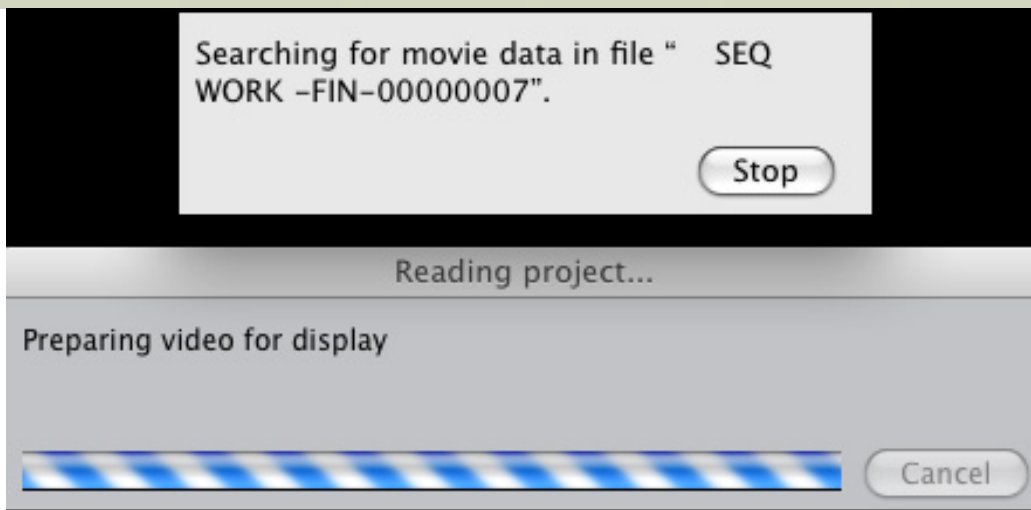 Searching for movie data in file “   SEQ
WORK –FIN–00000007”.
Stop
Reading project...
Preparing video for display
Cancel